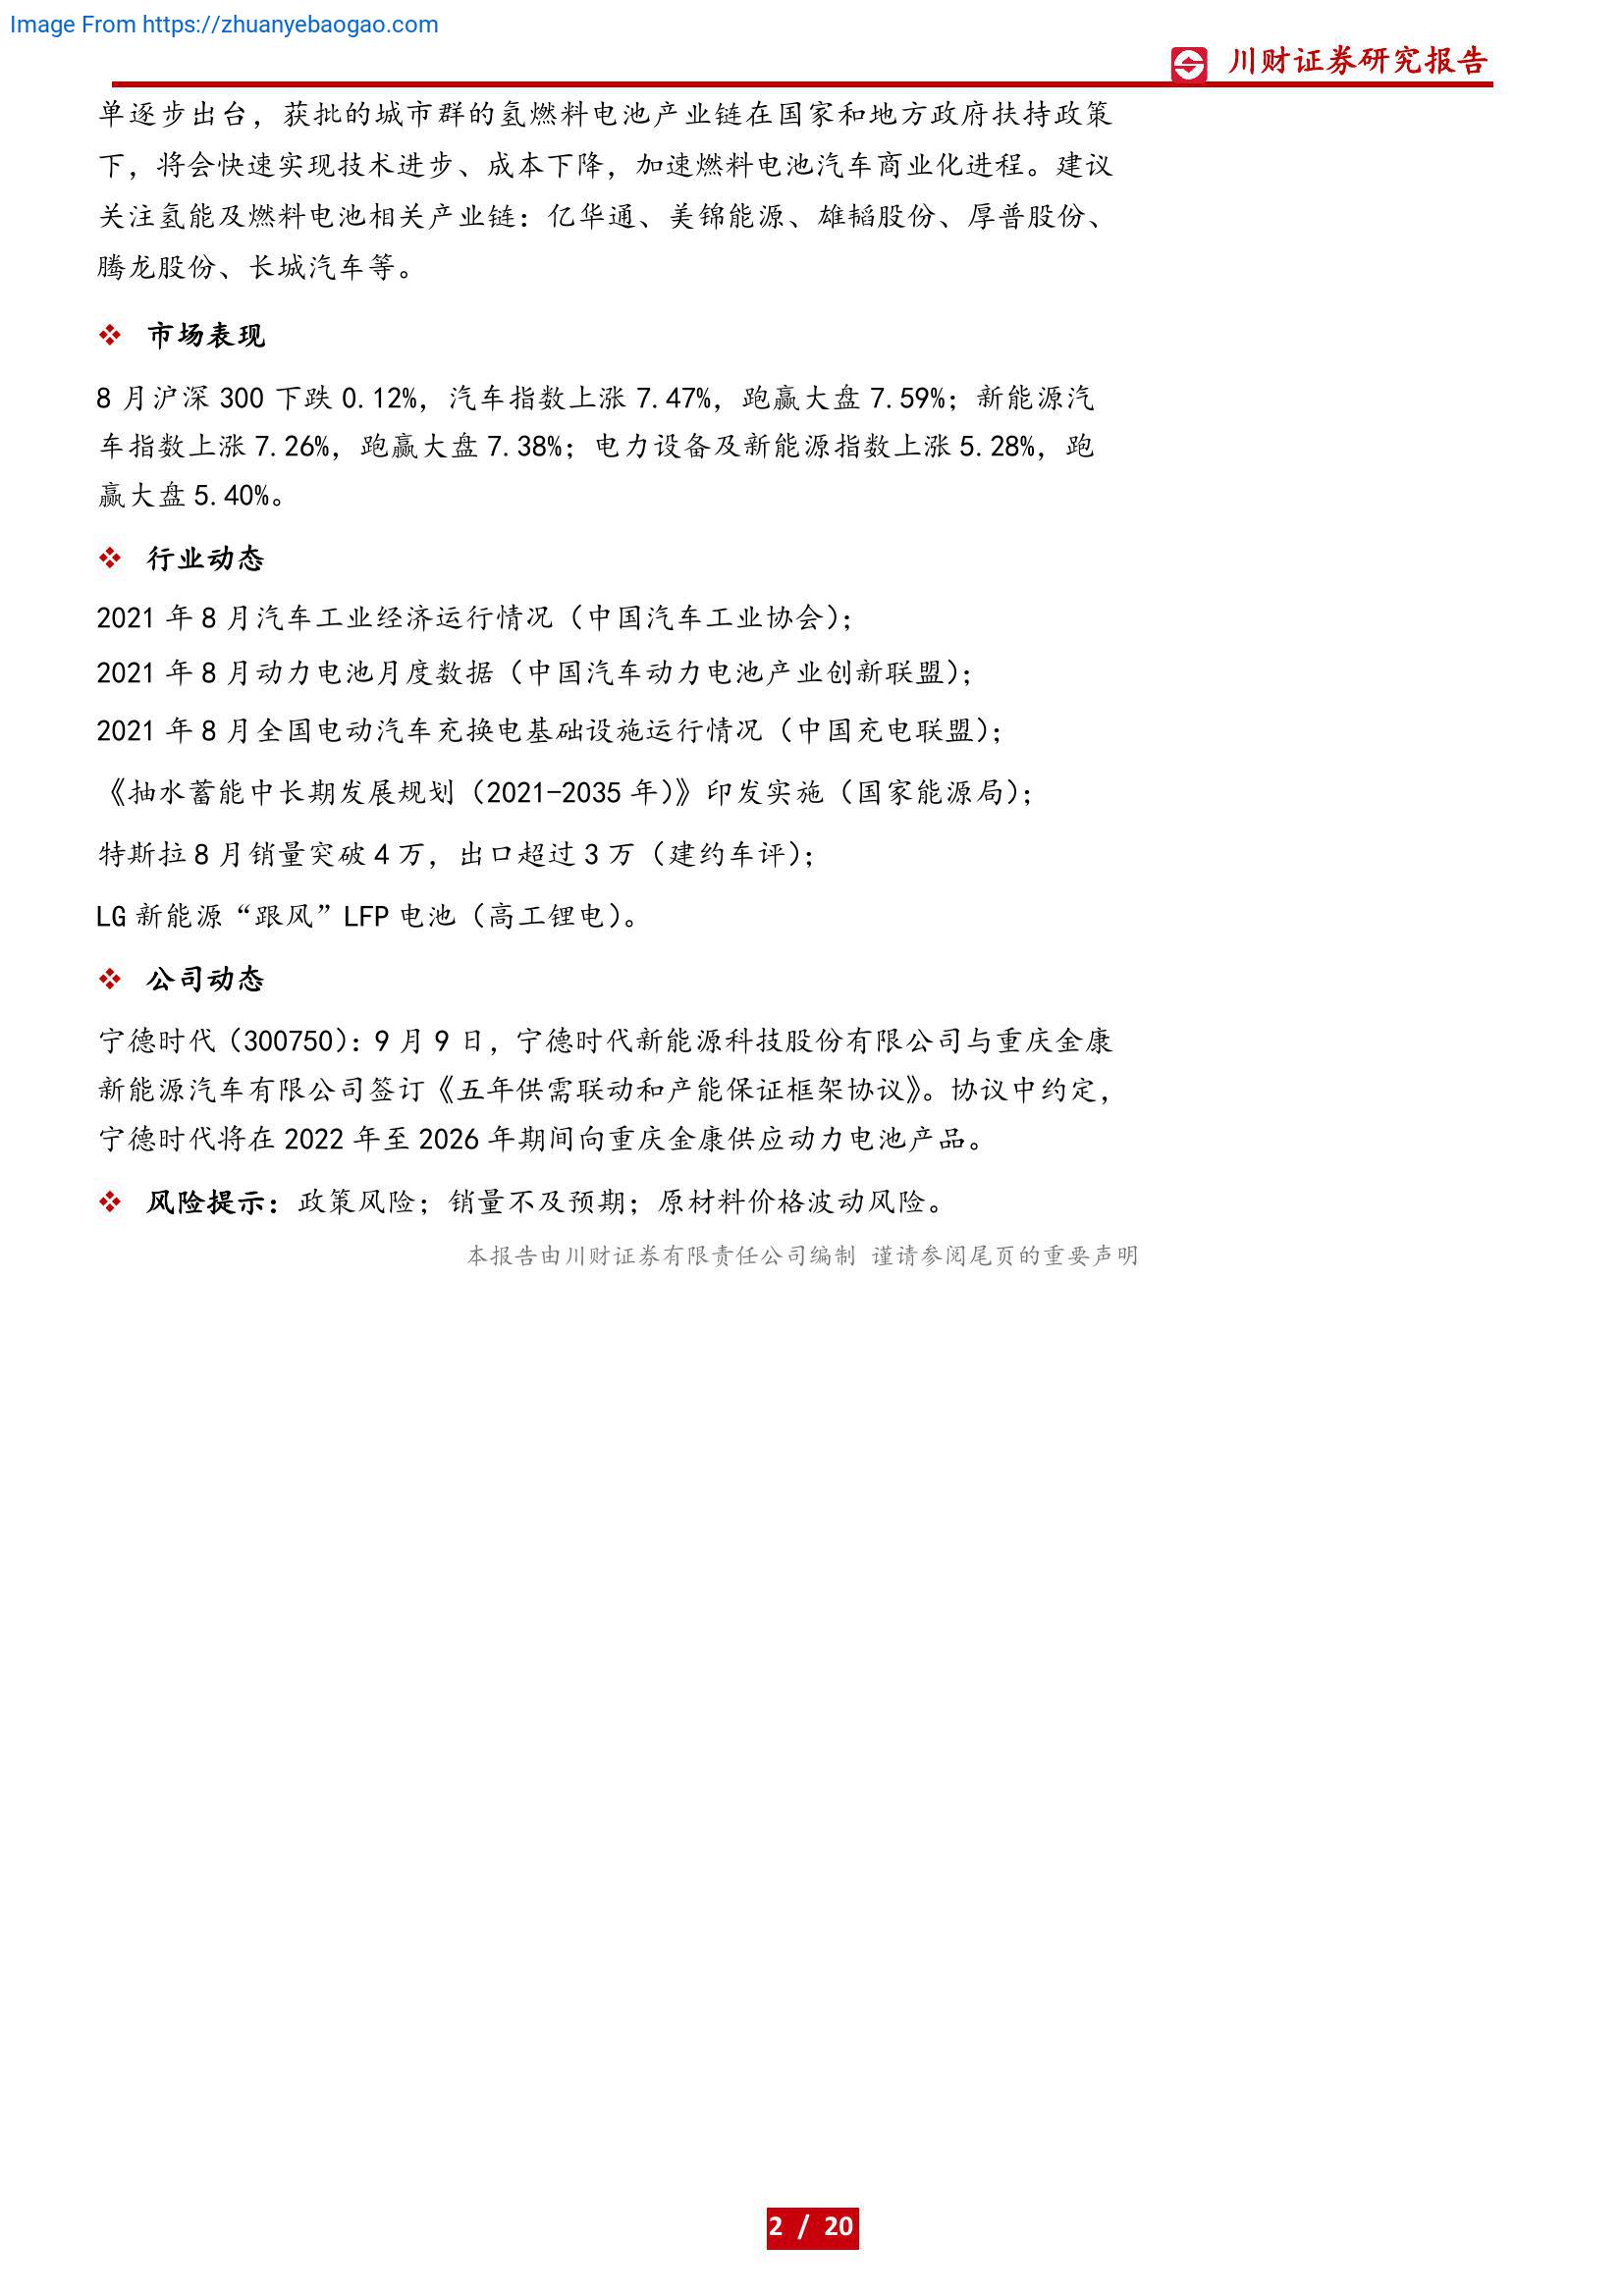 Image From https://zhuanyebaogao.com
川财证券研究报告
单逐步出台，获批的城市群的氢燃料电池产业链在国家和地方政府扶持政策
下，将会快速实现技术进步、成本下降，加速燃料电池汽车商业化进程。建议
关注氢能及燃料电池相关产业链：亿华通、美锦能源、雄韬股份、厚普股份、
腾龙股份、长城汽车等。
❖ 市场表现
8 月沪深 300 下跌 0.12%，汽车指数上涨 7.47%，跑赢大盘 7.59%；新能源汽
车指数上涨 7.26%，跑赢大盘 7.38%；电力设备及新能源指数上涨 5.28%，跑
赢大盘 5.40%。
❖ 行业动态
2021 年 8 月汽车工业经济运行情况（中国汽车工业协会）；
2021 年 8 月动力电池月度数据（中国汽车动力电池产业创新联盟）；
2021 年 8 月全国电动汽车充换电基础设施运行情况（中国充电联盟）；
《抽水蓄能中长期发展规划（2021-2035 年）》印发实施（国家能源局）；
特斯拉 8 月销量突破 4 万，出口超过 3 万（建约车评）；
LG 新能源“跟风”LFP 电池（高工锂电）。
❖ 公司动态
宁德时代（300750）：9 月 9 日，宁德时代新能源科技股份有限公司与重庆金康
新能源汽车有限公司签订《五年供需联动和产能保证框架协议》。协议中约定，
宁德时代将在 2022 年至 2026 年期间向重庆金康供应动力电池产品。
❖ 风险提示：政策风险；销量不及预期；原材料价格波动风险。
本报告由川财证券有限责任公司编制 谨请参阅尾页的重要声明
2 / 20